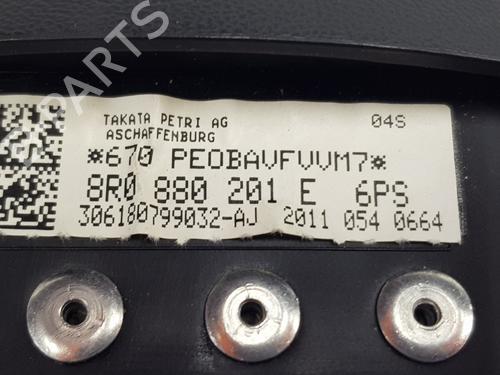 TAKATA PETRI AG 04S
ASCHAFFENBURG
*670 PEOBAVFVVM7*
8R0 880 201 E 6PS
306180799032-AJ 2011 054 0664
B-PARTS